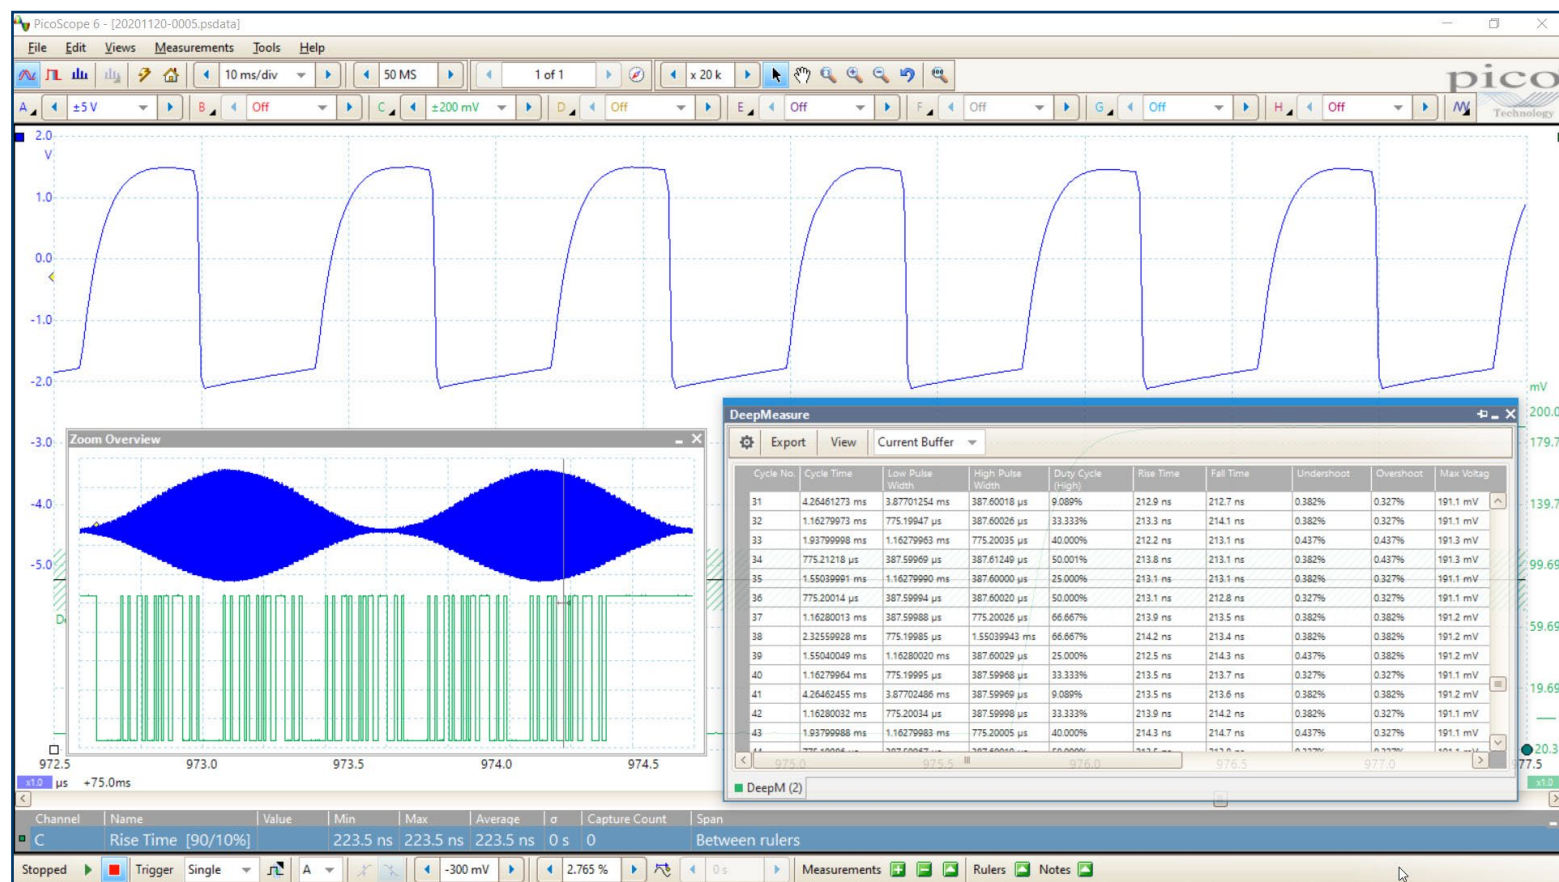 PicoScope 6 - [20201120-0005.psdata]
File Edit Views Measurements Tools Help
10 ms/div 50 MS 1 of 1 x 20 k
pico
Technology
A ±5 V B Off C ±200 mV D Off E Off F Off G Off H Off
2.0
V
1.0
0.0
-1.0
-2.0
-3.0
-4.0
-5.0
mV
200.0
179.7
139.7
99.69
59.69
19.69
20.3
Zoom Overview
De
DeepMeasure
Export View Current Buffer
Cycle No. Cycle Time Low Pulse Width High Pulse Width Duty Cycle (High) Rise Time Fall Time Undershoot Overshoot Max Voltag
31 4.26461273 ms 3.87701254 ms 387.60018 µs 9.089% 212.9 ns 212.7 ns 0.382% 0.327% 191.1 mV
32 1.16279973 ms 775.19947 µs 387.60026 µs 33.333% 213.3 ns 214.1 ns 0.382% 0.327% 191.1 mV
33 1.93799998 ms 1.16279963 ms 775.20035 µs 40.000% 212.2 ns 213.1 ns 0.437% 0.327% 191.3 mV
34 775.21218 µs 387.59969 µs 387.61249 µs 50.001% 213.8 ns 213.1 ns 0.382% 0.437% 191.3 mV
35 1.55039991 ms 1.16279990 ms 387.60000 µs 25.000% 213.1 ns 213.1 ns 0.382% 0.327% 191.1 mV
36 775.20014 µs 387.59994 µs 387.60020 µs 50.000% 213.1 ns 212.8 ns 0.327% 0.327% 191.1 mV
37 1.16280013 ms 387.59988 µs 775.20026 µs 66.667% 213.9 ns 213.5 ns 0.382% 0.382% 191.2 mV
38 2.32559928 ms 775.19985 µs 1.55039943 ms 66.667% 214.2 ns 213.4 ns 0.382% 0.382% 191.2 mV
39 1.55040049 ms 1.16280020 ms 387.60029 µs 25.000% 212.5 ns 214.3 ns 0.437% 0.382% 191.2 mV
40 1.16279964 ms 775.19995 µs 387.59968 µs 33.333% 213.5 ns 213.7 ns 0.382% 0.327% 191.1 mV
41 4.26462455 ms 3.87702486 ms 387.59969 µs 9.089% 213.5 ns 213.6 ns 0.382% 0.382% 191.2 mV
42 1.16280032 ms 775.20034 µs 387.59998 µs 33.333% 213.9 ns 214.2 ns 0.382% 0.327% 191.1 mV
43 1.93799988 ms 1.16279983 ms 775.20005 µs 40.000% 214.3 ns 214.7 ns 0.437% 0.327% 191.1 mV
DeepM (2)
972.5 973.0 973.5 974.0 974.5 975.0 975.5 976.0 976.5 977.0 977.5
x1.0 µs +75.0ms x1.0
Channel Name Value Min Max Average σ Capture Count Span
C Rise Time [90/10%] 223.5 ns 223.5 ns 223.5 ns 0 s 0 Between rulers
Stopped Trigger Single A -300 mV 2.765 % 0 s Measurements Rulers Notes